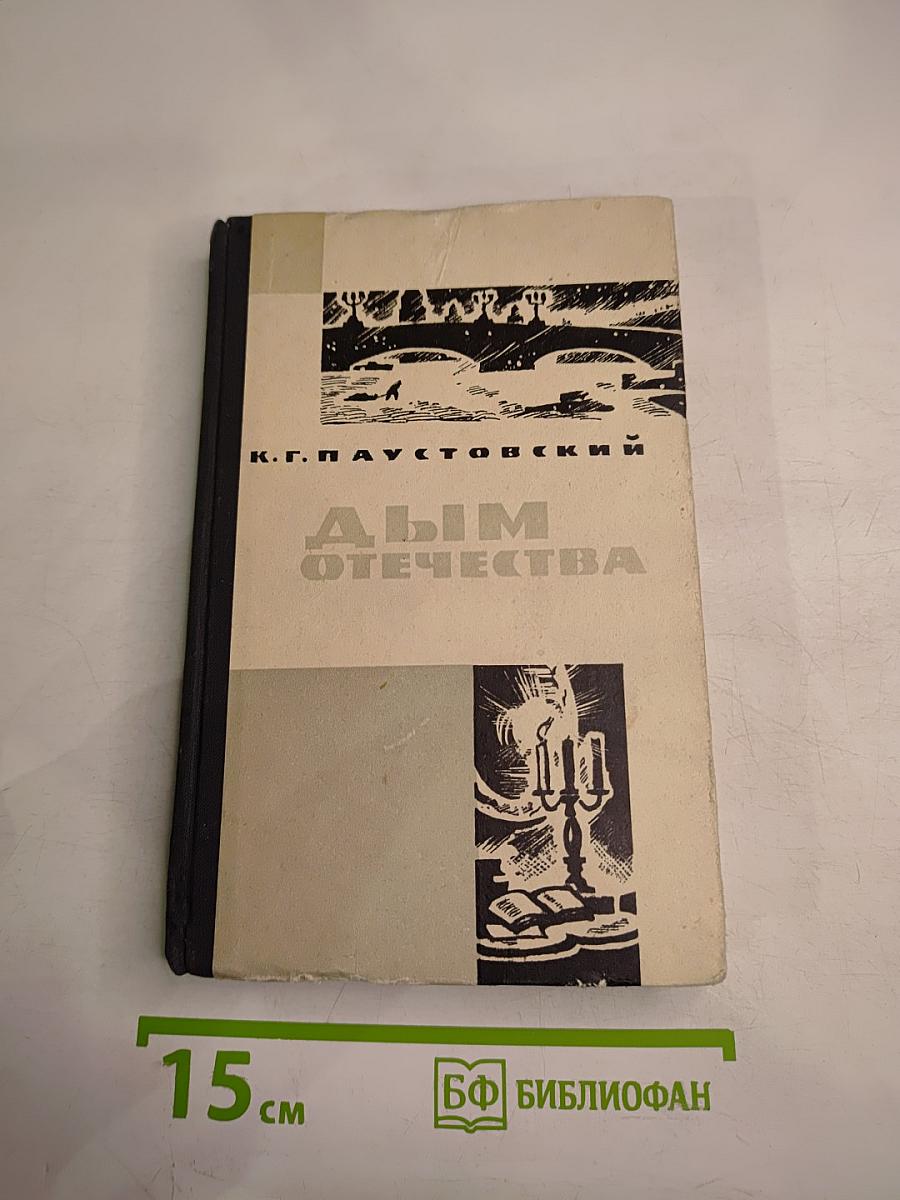 К. Г. ПАУСТОВСКИЙ
ДЫМ
ОТЕЧЕСТВА
15 см
БФ БИБЛИОФАН